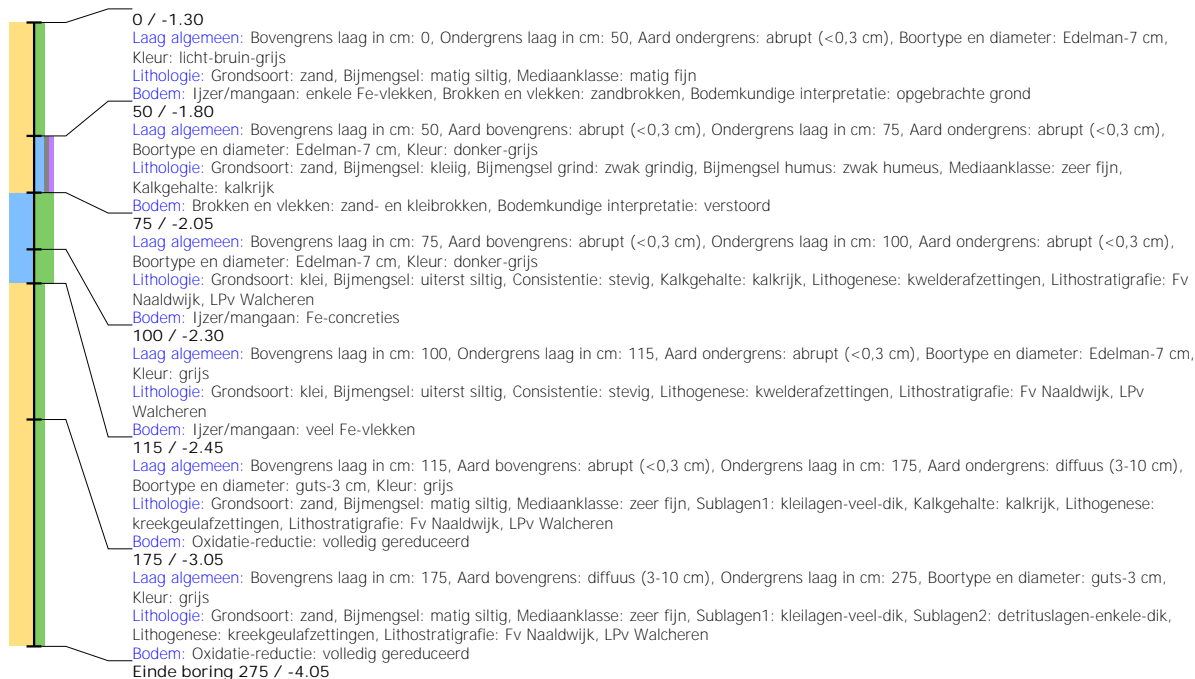 0 / -1.30
Laag algemeen: Bovengrens laag in cm: 0, Ondergrens laag in cm: 50, Aard ondergrens: abrupt (<0,3 cm), Boortype en diameter: Edelman-7 cm,
Kleur: licht-bruin-grijs
Lithologie: Grondsoort: zand, Bijmengsel: matig siltig, Mediaanklasse: matig fijn
Bodem: Ijzer/mangaan: enkele Fe-vlekken, Brokken en vlekken: zandbrokken, Bodemkundige interpretatie: opgebrachte grond
50 / -1.80
Laag algemeen: Bovengrens laag in cm: 50, Aard bovengrens: abrupt (<0,3 cm), Ondergrens laag in cm: 75, Aard ondergrens: abrupt (<0,3 cm),
Boortype en diameter: Edelman-7 cm, Kleur: donker-grijs
Lithologie: Grondsoort: zand, Bijmengsel: kleiig, Bijmengsel grind: zwak grindig, Bijmengsel humus: zwak humeus, Mediaanklasse: zeer fijn,
Kalkgehalte: kalkrijk
Bodem: Brokken en vlekken: zand- en kleibrokken, Bodemkundige interpretatie: verstoord
75 / -2.05
Laag algemeen: Bovengrens laag in cm: 75, Aard bovengrens: abrupt (<0,3 cm), Ondergrens laag in cm: 100, Aard ondergrens: abrupt (<0,3 cm),
Boortype en diameter: Edelman-7 cm, Kleur: donker-grijs
Lithologie: Grondsoort: klei, Bijmengsel: uiterst siltig, Consistentie: stevig, Kalkgehalte: kalkrijk, Lithogenese: kwelderafzettingen, Lithostratigrafie: Fv
Naaldwijk, LPv Walcheren
Bodem: Ijzer/mangaan: Fe-concreties
100 / -2.30
Laag algemeen: Bovengrens laag in cm: 100, Ondergrens laag in cm: 115, Aard ondergrens: abrupt (<0,3 cm), Boortype en diameter: Edelman-7 cm,
Kleur: grijs
Lithologie: Grondsoort: klei, Bijmengsel: uiterst siltig, Consistentie: stevig, Lithogenese: kwelderafzettingen, Lithostratigrafie: Fv Naaldwijk, LPv
Walcheren
Bodem: Ijzer/mangaan: veel Fe-vlekken
115 / -2.45
Laag algemeen: Bovengrens laag in cm: 115, Aard bovengrens: abrupt (<0,3 cm), Ondergrens laag in cm: 175, Aard ondergrens: diffuus (3-10 cm),
Boortype en diameter: guts-3 cm, Kleur: grijs
Lithologie: Grondsoort: zand, Bijmengsel: matig siltig, Mediaanklasse: zeer fijn, Sublagen1: kleilagen-veel-dik, Kalkgehalte: kalkrijk, Lithogenese:
kreekgeulafzettingen, Lithostratigrafie: Fv Naaldwijk, LPv Walcheren
Bodem: Oxidatie-reductie: volledig gereduceerd
175 / -3.05
Laag algemeen: Bovengrens laag in cm: 175, Aard bovengrens: diffuus (3-10 cm), Ondergrens laag in cm: 275, Boortype en diameter: guts-3 cm,
Kleur: grijs
Lithologie: Grondsoort: zand, Bijmengsel: matig siltig, Mediaanklasse: zeer fijn, Sublagen1: kleilagen-veel-dik, Sublagen2: detrituslagen-enkele-dik,
Lithogenese: kreekgeulafzettingen, Lithostratigrafie: Fv Naaldwijk, LPv Walcheren
Bodem: Oxidatie-reductie: volledig gereduceerd
Einde boring 275 / -4.05